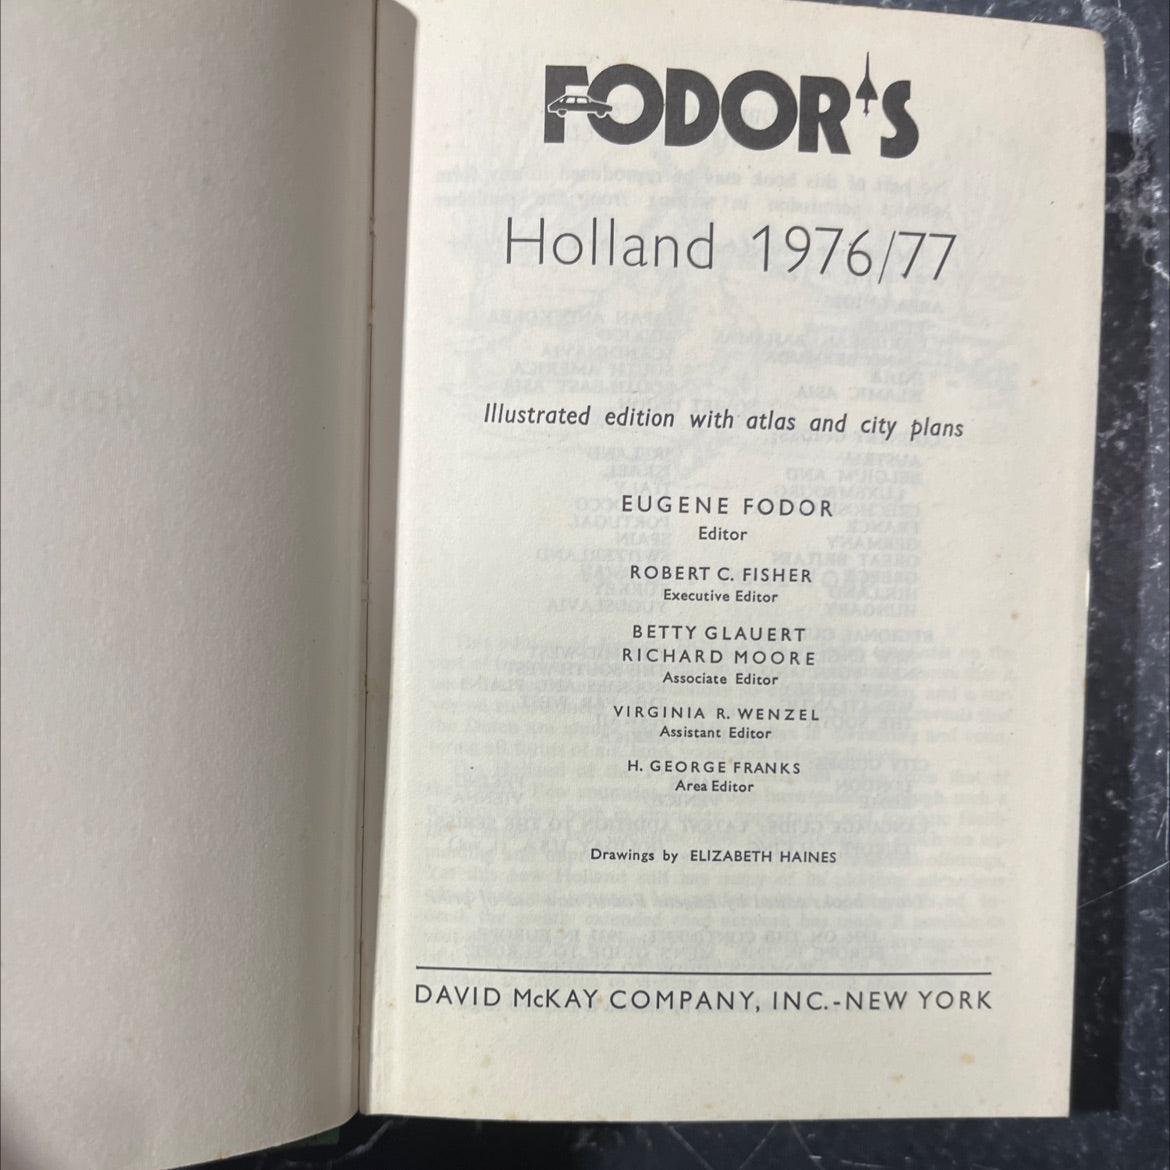 FODOR'S
Holland 1976/77
Illustrated edition with atlas and city plans
EUGENE FODOR
Editor
ROBERT C. FISHER
Executive Editor
BETTY GLAUERT
RICHARD MOORE
Associate Editor
VIRGINIA R. WENZEL
Assistant Editor
H. GEORGE FRANKS
Area Editor
Drawings by ELIZABETH HAINES
DAVID McKAY COMPANY, INC.-NEW YORK